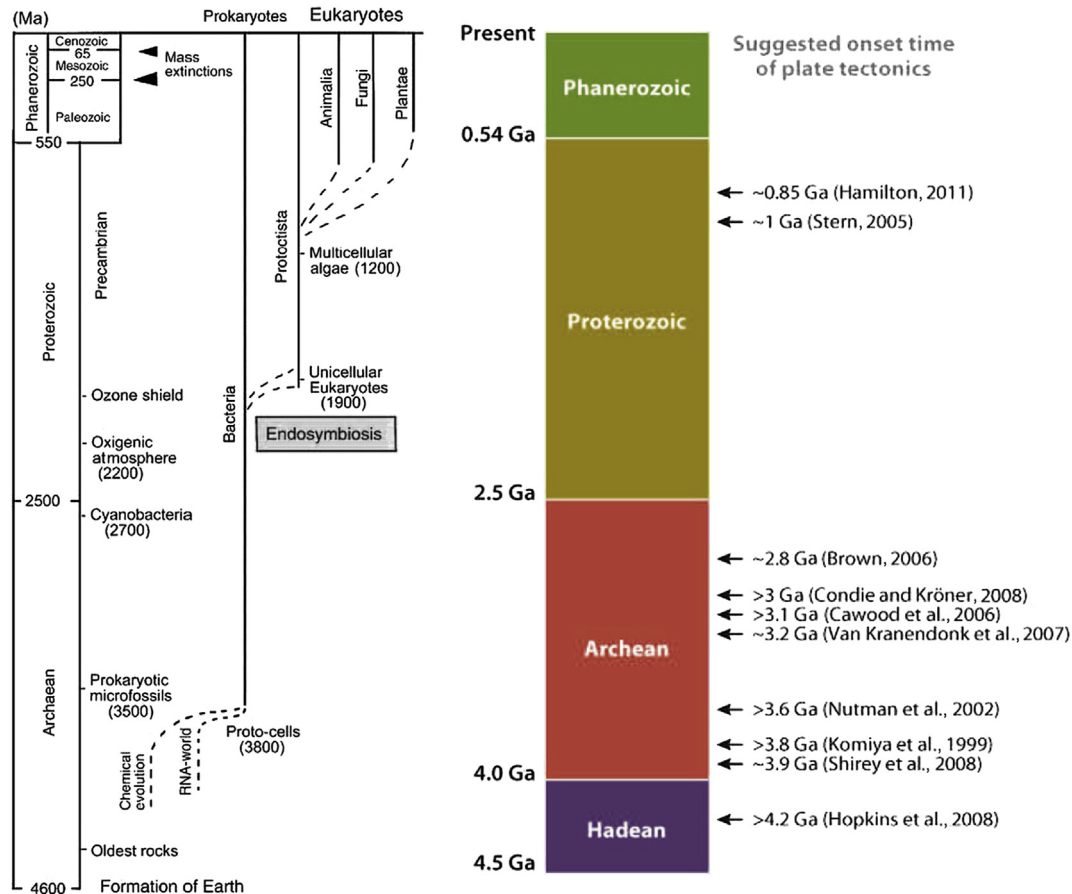 (Ma)
Prokaryotes
Eukaryotes
Phanerozoic
Cenozoic
65
Mesozoic
250
Paleozoic
Mass
extinctions
550
Animalia
Fungi
Plantae
Precambrian
Proterozoic
Protoctista
Multicellular
algae (1200)
Bacteria
Unicellular
Eukaryotes
(1900)
Endosymbiosis
Ozone shield
Oxigenic
atmosphere
(2200)
2500
Cyanobacteria
(2700)
Archaean
Prokaryotic
microfossils
(3500)
Proto-cells
(3800)
Chemical
evolution
RNA-world
Oldest rocks
4600
Formation of Earth
Present
Suggested onset time
of plate tectonics
Phanerozoic
0.54 Ga
~0.85 Ga (Hamilton, 2011)
~1 Ga (Stern, 2005)
Proterozoic
2.5 Ga
~2.8 Ga (Brown, 2006)
>3 Ga (Condie and Kröner, 2008)
>3.1 Ga (Cawood et al., 2006)
~3.2 Ga (Van Kranendonk et al., 2007)
Archean
>3.6 Ga (Nutman et al., 2002)
>3.8 Ga (Komiya et al., 1999)
~3.9 Ga (Shirey et al., 2008)
4.0 Ga
>4.2 Ga (Hopkins et al., 2008)
Hadean
4.5 Ga